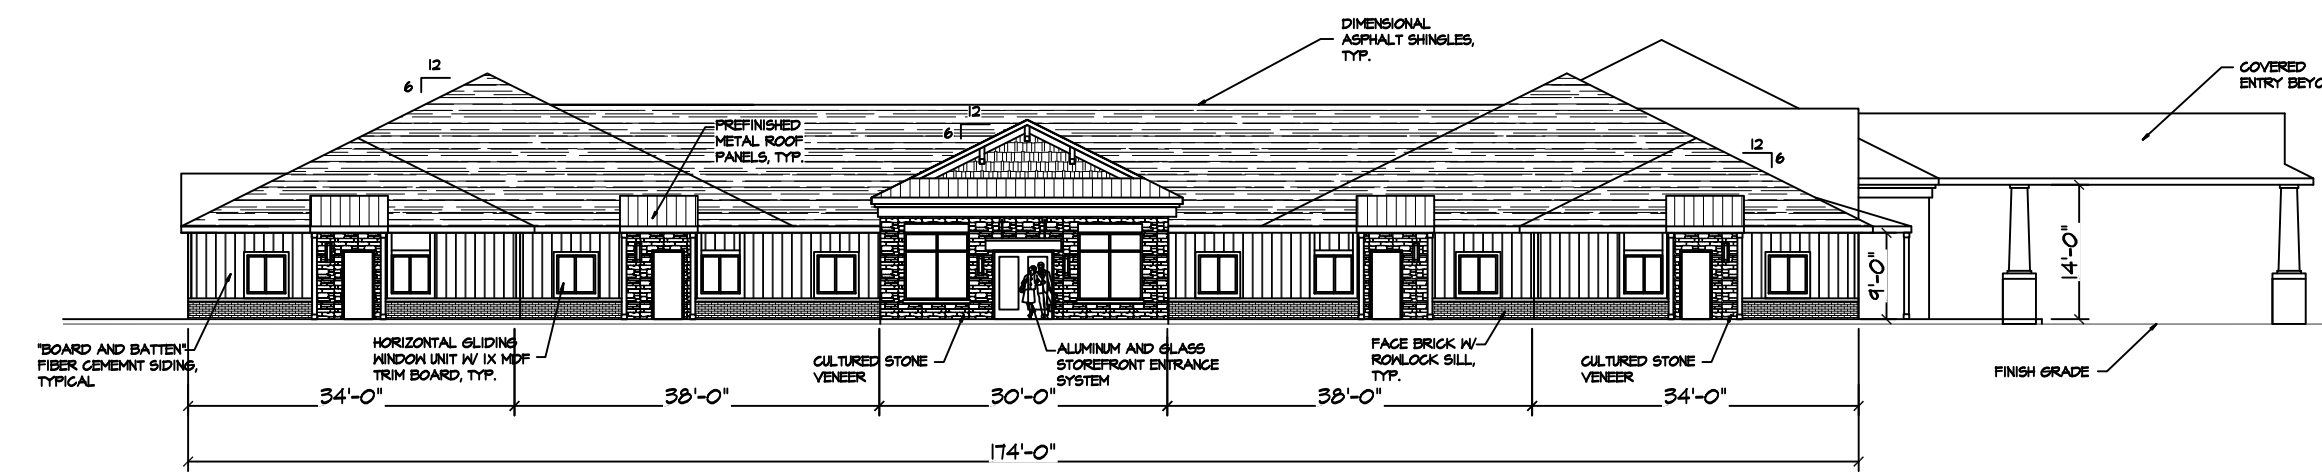 DIMENSIONAL
ASPHALT SHINGLES,
TYP.
12
6
COVERED
ENTRY BEYO
12
6
PREFINISHED
METAL ROOF
PANELS, TYP.
12
6
9'-0"
14'-0"
"BOARD AND BATTEN"
FIBER CEMEMNT SIDING,
TYPICAL
HORIZONTAL GLIDING
WINDOW UNIT W/ 1X MDF
TRIM BOARD, TYP.
CULTURED STONE
VENEER
ALUMINUM AND GLASS
STOREFRONT ENTRANCE
SYSTEM
FACE BRICK W/
ROWLOCK SILL,
TYP.
CULTURED STONE
VENEER
FINISH GRADE
34'-0"
38'-0"
30'-0"
38'-0"
34'-0"
174'-0"